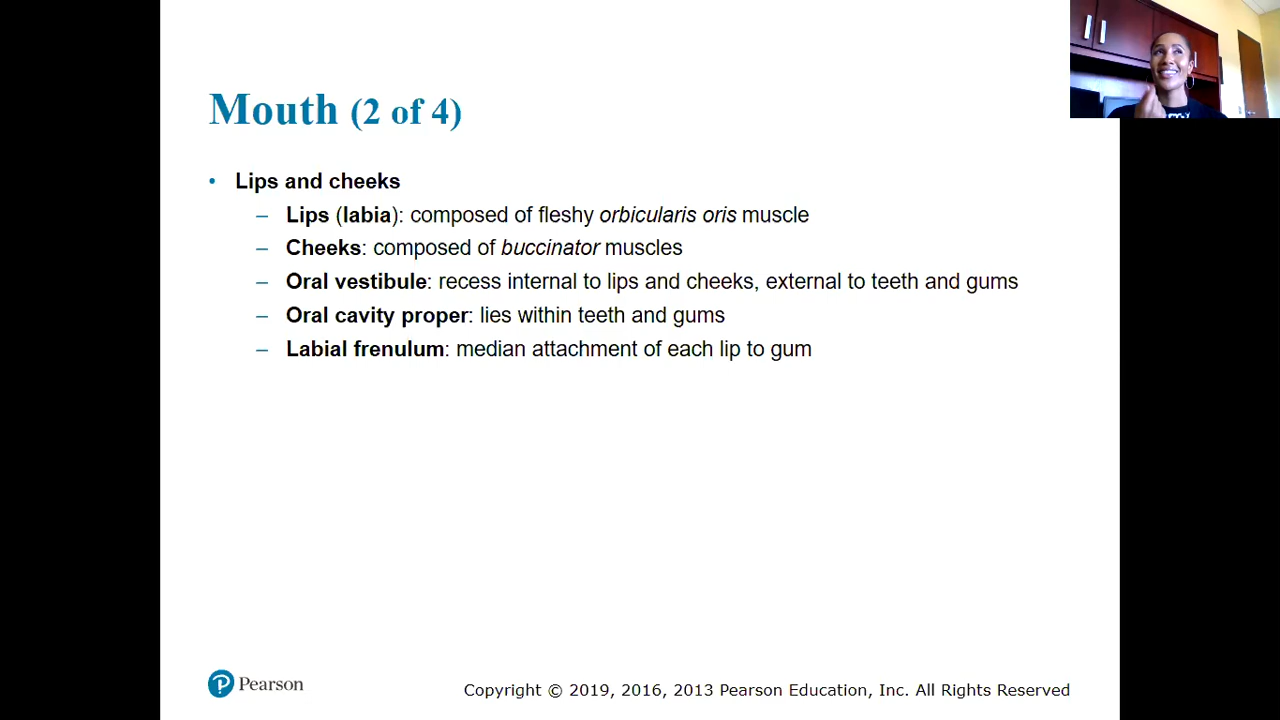 Mouth (2 of 4)
• Lips and cheeks
– Lips (labia): composed of fleshy orbicularis oris muscle
– Cheeks: composed of buccinator muscles
– Oral vestibule: recess internal to lips and cheeks, external to teeth and gums
– Oral cavity proper: lies within teeth and gums
– Labial frenulum: median attachment of each lip to gum
P Pearson
Copyright © 2019, 2016, 2013 Pearson Education, Inc. All Rights Reserved